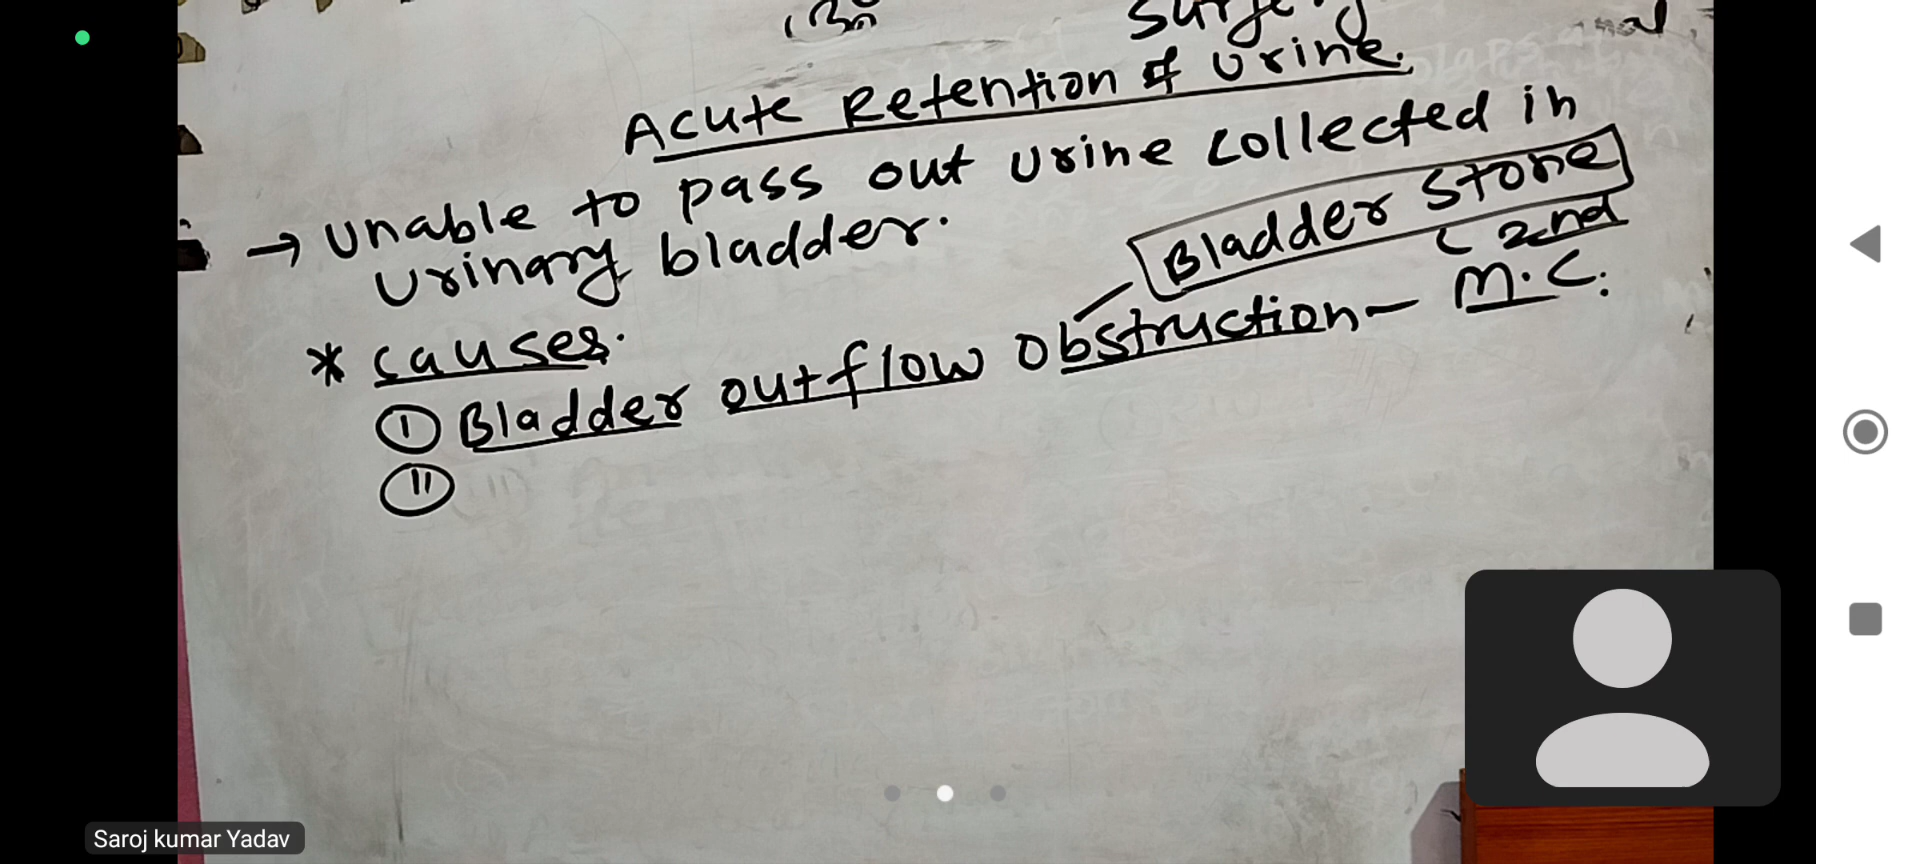 Surgery
Acute Retention of Urine.
→ Unable to pass out urine collected in
urinary bladder.
Bladder Stone
(2nd
* Causes.
M.C.
① Bladder outflow Obstruction—
⑪
Saroj kumar Yadav